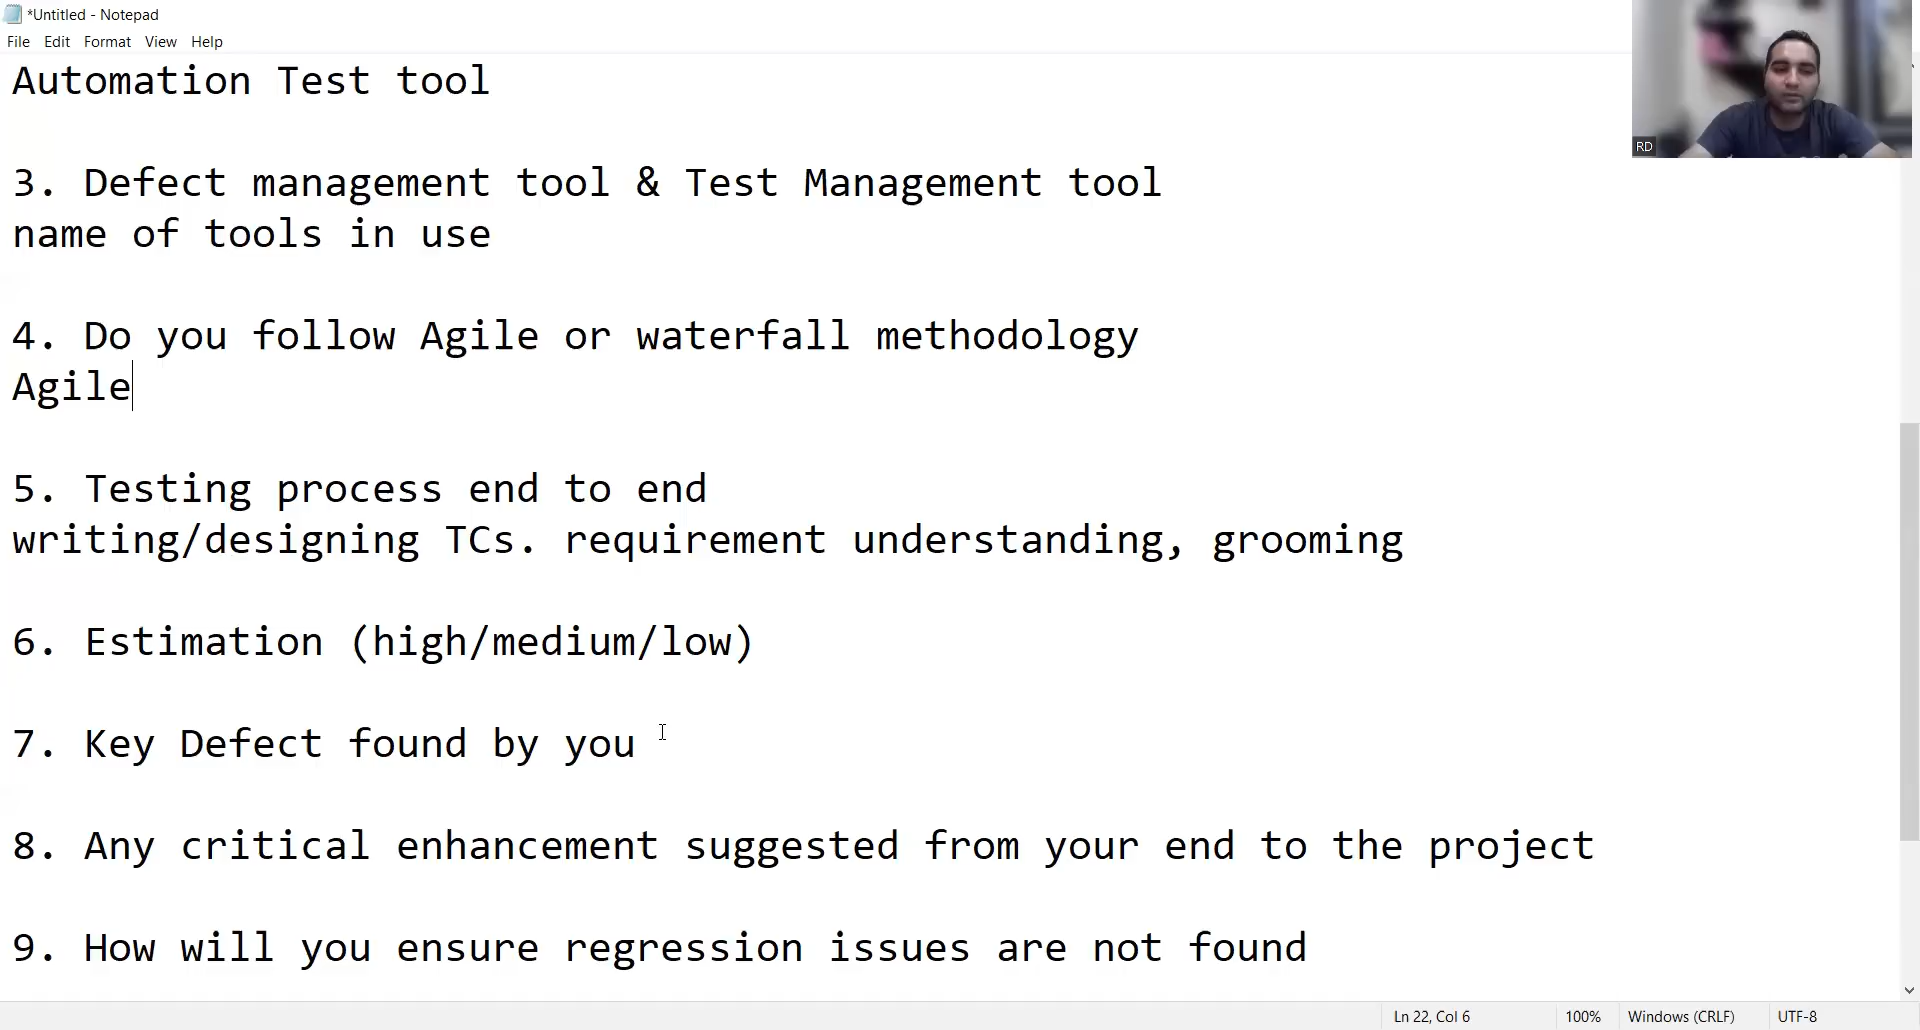 *Untitled - Notepad
File Edit Format View Help
Automation Test tool
3. Defect management tool & Test Management tool
name of tools in use
4. Do you follow Agile or waterfall methodology
Agile
5. Testing process end to end
writing/designing TCs. requirement understanding, grooming
6. Estimation (high/medium/low)
7. Key Defect found by you
8. Any critical enhancement suggested from your end to the project
9. How will you ensure regression issues are not found
RD
Ln 22, Col 6 100% Windows (CRLF) UTF-8